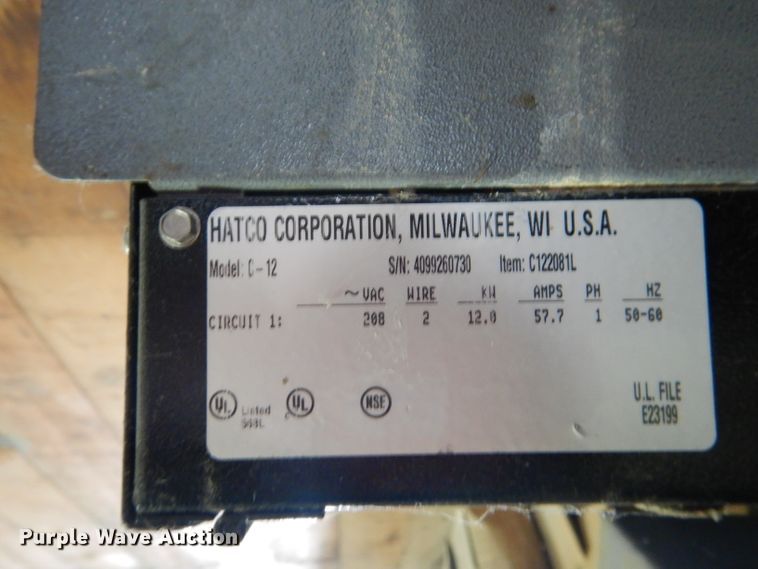 HATCO CORPORATION, MILWAUKEE, WI U.S.A.
Model: C-12 S/N: 4099260730 Item: C122081L
~VAC WIRE KW AMPS PH HZ
CIRCUIT 1: 208 2 12.0 57.7 1 50-60
UL Listed UL NSF U.L. FILE
E23199
Purple Wave Auction